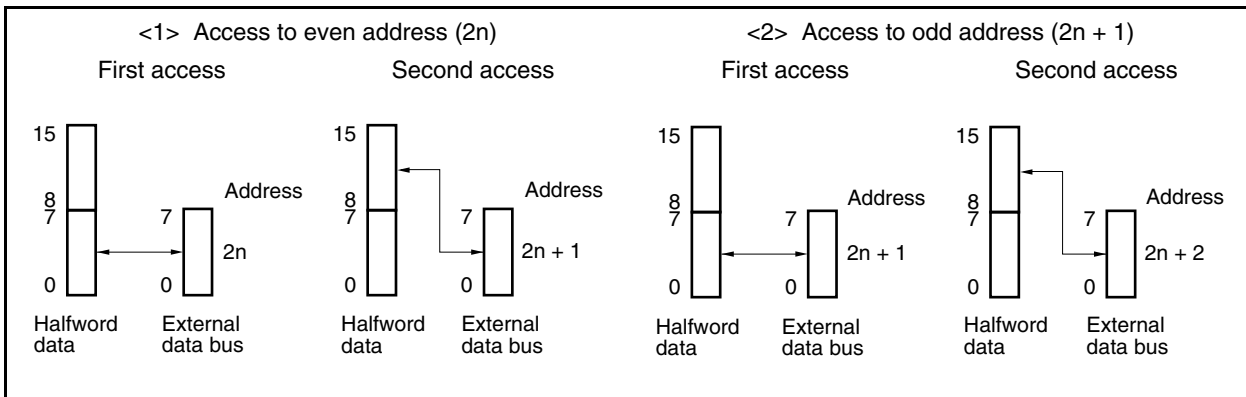 <1> Access to even address (2n)
First access
Second access
15
8
7
0
7
0
Address
2n
Halfword data
External data bus
15
8
7
0
7
0
Address
2n + 1
Halfword data
External data bus
<2> Access to odd address (2n + 1)
First access
Second access
15
8
7
0
7
0
Address
2n + 1
Halfword data
External data bus
15
8
7
0
7
0
Address
2n + 2
Halfword data
External data bus